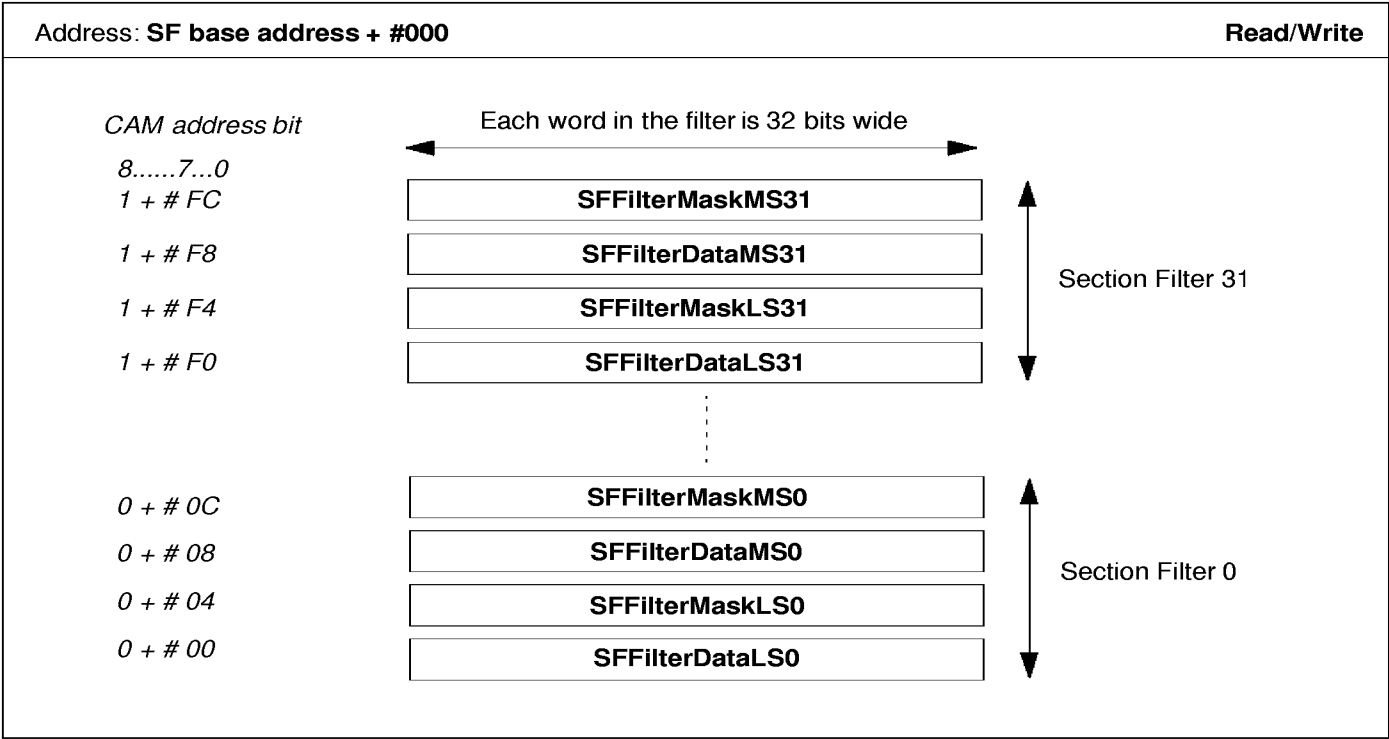 Address: SF base address + #000 Read/Write
CAM address bit
Each word in the filter is 32 bits wide
8......7...0
1 + # FC SFFilterMaskMS31
1 + # F8 SFFilterDataMS31
Section Filter 31
1 + # F4 SFFilterMaskLS31
1 + # F0 SFFilterDataLS31
0 + # 0C SFFilterMaskMS0
0 + # 08 SFFilterDataMS0
Section Filter 0
0 + # 04 SFFilterMaskLS0
0 + # 00 SFFilterDataLS0